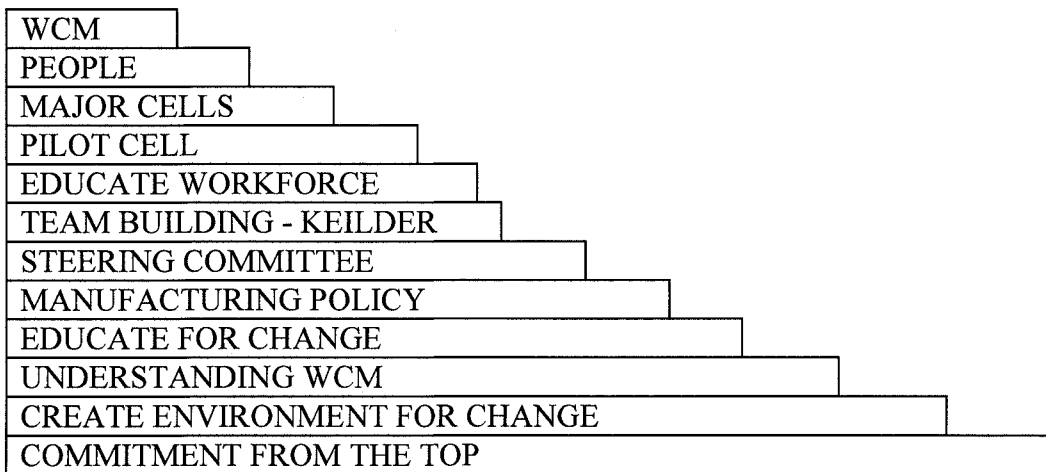 WCM
PEOPLE
MAJOR CELLS
PILOT CELL
EDUCATE WORKFORCE
TEAM BUILDING - KEILDER
STEERING COMMITTEE
MANUFACTURING POLICY
EDUCATE FOR CHANGE
UNDERSTANDING WCM
CREATE ENVIRONMENT FOR CHANGE
COMMITMENT FROM THE TOP